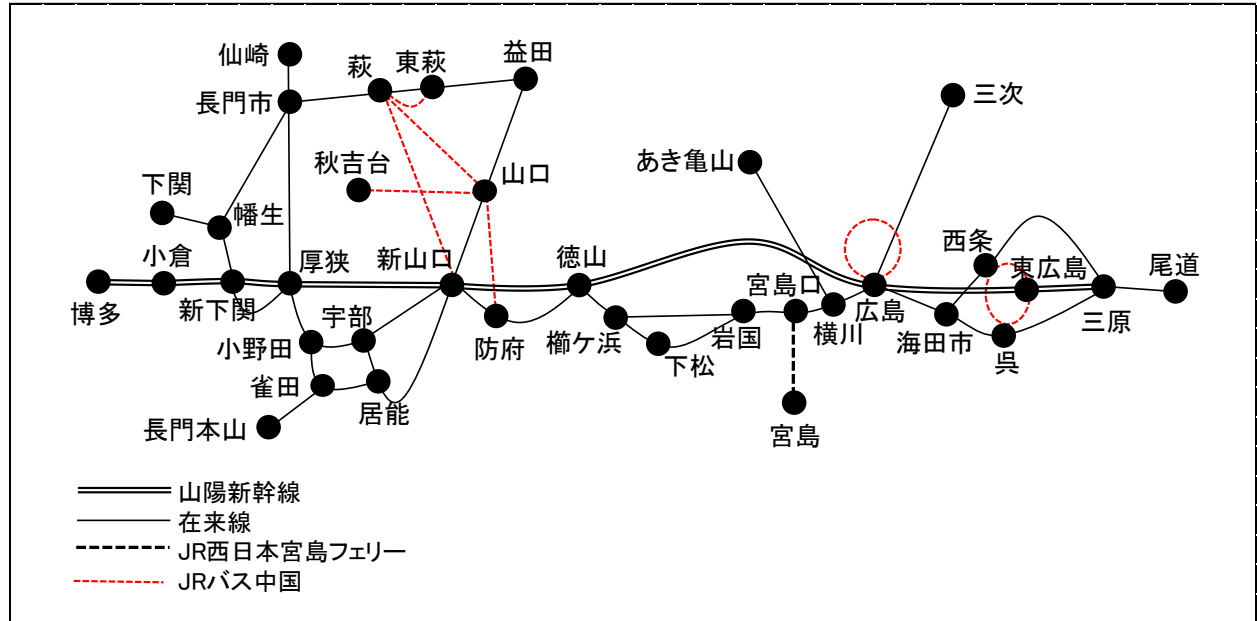 仙崎
萩
東萩
益田
長門市
三次
秋吉台
山口
あき亀山
下関
幡生
小倉
厚狭
新山口
徳山
西条
東広島
尾道
博多
新下関
宇部
宮島口
広島
小野田
防府
櫛ケ浜
岩国
横川
海田市
三原
雀田
下松
呉
居能
長門本山
宮島
山陽新幹線
在来線
JR西日本宮島フェリー
JRバス中国